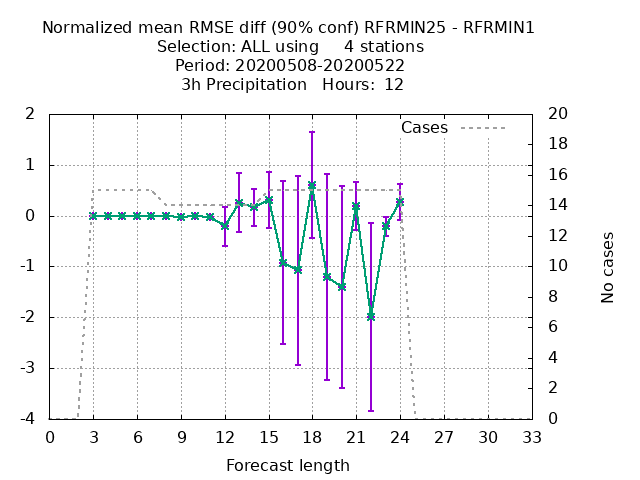 Normalized mean RMSE diff (90% conf) RFRMIN25 - RFRMIN1
Selection: ALL using     4 stations
Period: 20200508-20200522
3h Precipitation   Hours:  12
Cases
2
1
0
-1
-2
-3
-4
20
18
16
14
12
10
8
6
4
2
0
No cases
0 3 6 9 12 15 18 21 24 27 30 33
Forecast length